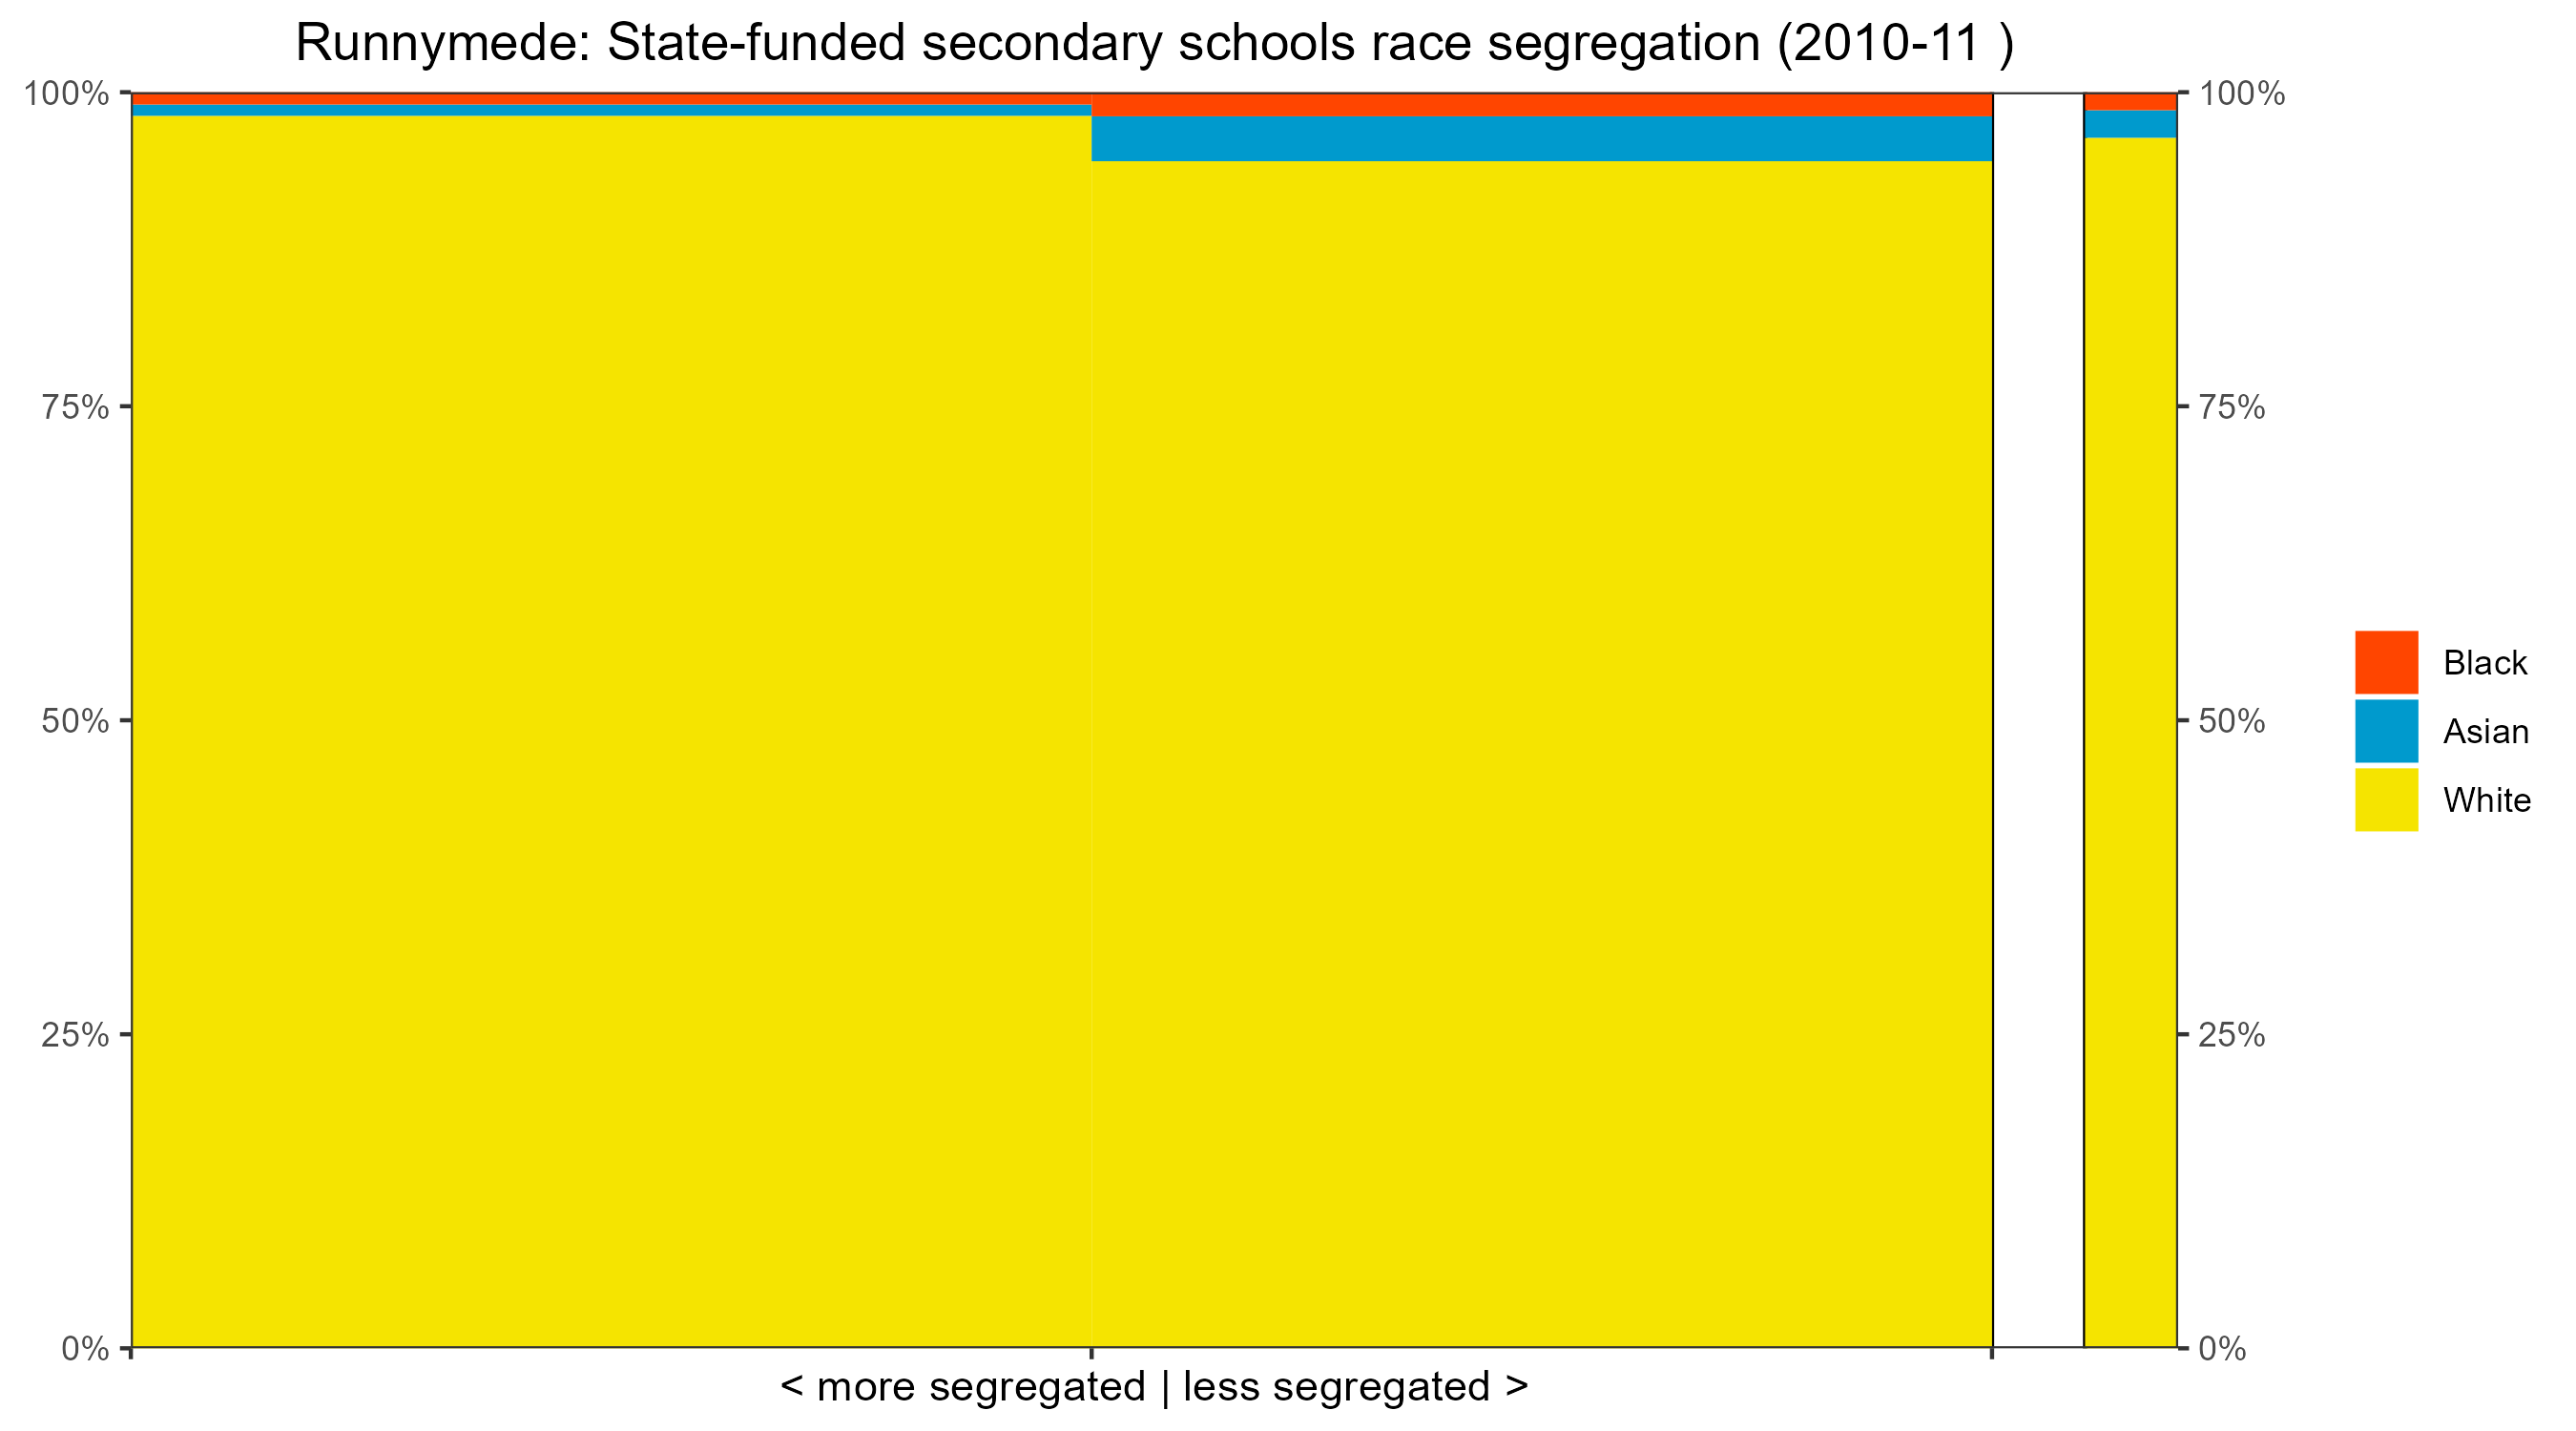 Runnymede: State-funded secondary schools race segregation (2010-11 )
100%
75%
50%
25%
0%
100%
75%
50%
25%
0%
Black
Asian
White
< more segregated | less segregated >